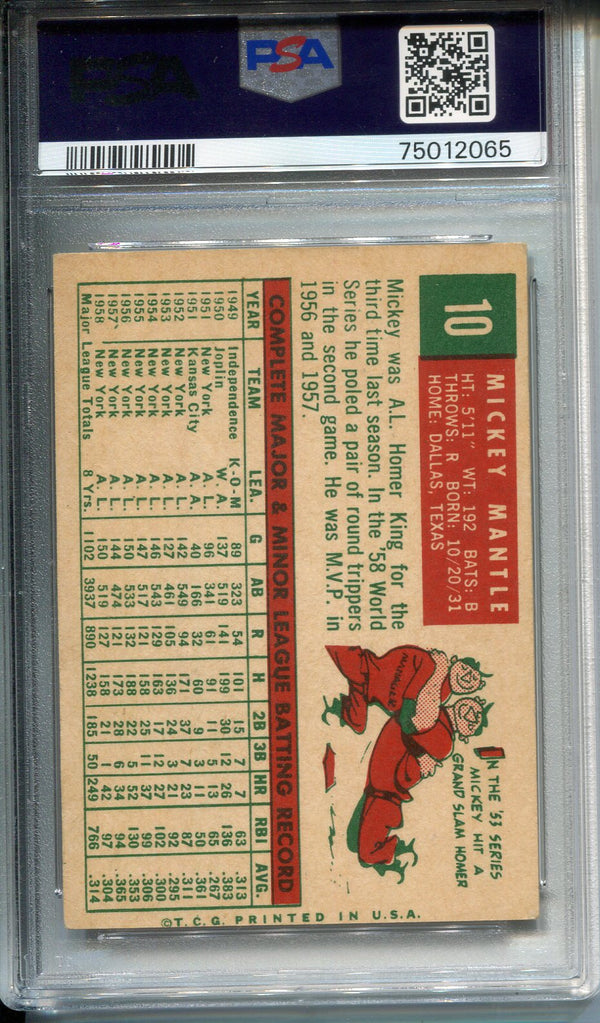 PSA
PSA
75012065
10
MICKEY MANTLE
HT: 5'11" WT: 192 BATS: B
THROWS: R BORN: 10/20/31
HOME: DALLAS, TEXAS
Mickey was A.L. Homer King for the
third time last season. In the '58 World
Series he poled a pair of round trippers
in the second game. He was M.V.P. in
1956 and 1957.
IN THE '53 SERIES
MICKEY HIT A
GRAND SLAM HOMER
COMPLETE MAJOR & MINOR LEAGUE BATTING RECORD
YEAR TEAM LEA. G AB R H 2B 3B HR RBI AVG.
1949 Independence K-O-M 89 323 54 101 15 7 7 63 .313
1950 Joplin W. A. 137 519 141 199 30 12 26 136 .383
1951 New York A. L. 96 341 61 91 11 5 13 65 .267
1951 Kansas City A. A. 40 166 32 60 9 3 11 50 .361
1952 New York A. L. 142 549 94 171 37 7 23 87 .311
1953 New York A. L. 127 461 105 136 24 3 21 92 .295
1954 New York A. L. 146 543 129 163 17 12 27 102 .300
1955 New York A. L. 147 517 121 158 25 11 37 99 .306
1956 New York A. L. 150 533 132 188 22 5 52 130 .353
1957 New York A. L. 144 474 121 173 28 6 34 94 .365
1958 New York A. L. 150 519 127 158 21 1 42 97 .304
Major League Totals 8 Yrs. 1102 3937 890 1238 185 50 249 766 .314
©T.C.G. PRINTED IN U.S.A.